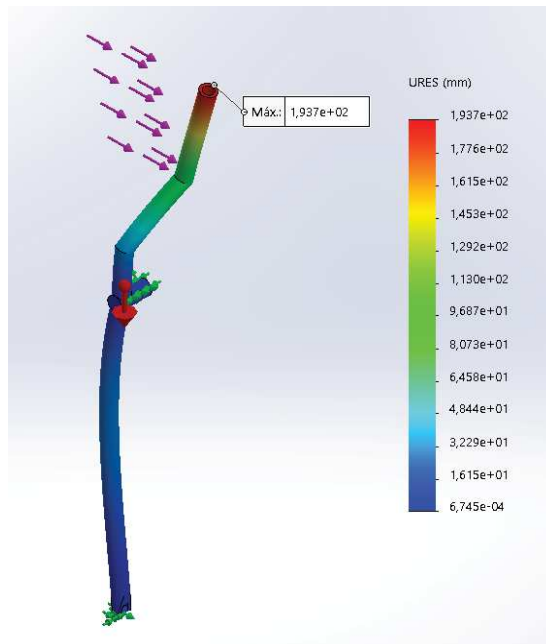 URES (mm)
Máx.: 1,937e+02
1,937e+02
1,776e+02
1,615e+02
1,453e+02
1,292e+02
1,130e+02
9,687e+01
8,073e+01
6,458e+01
4,844e+01
3,229e+01
1,615e+01
6,745e-04